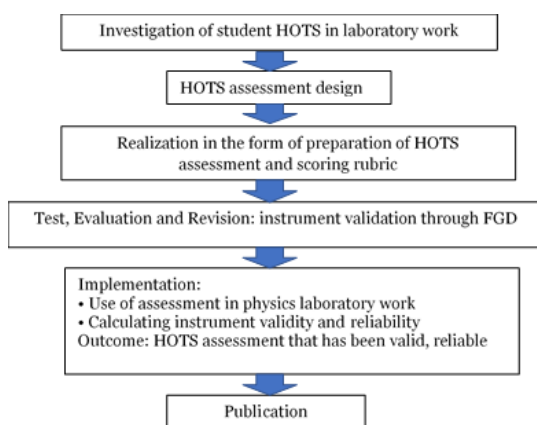 Investigation of student HOTS in laboratory work
HOTS assessment design
Realization in the form of preparation of HOTS
assessment and scoring rubric
Test, Evaluation and Revision: instrument validation through FGD
Implementation:
• Use of assessment in physics laboratory work
• Calculating instrument validity and reliability
Outcome: HOTS assessment that has been valid, reliable
Publication